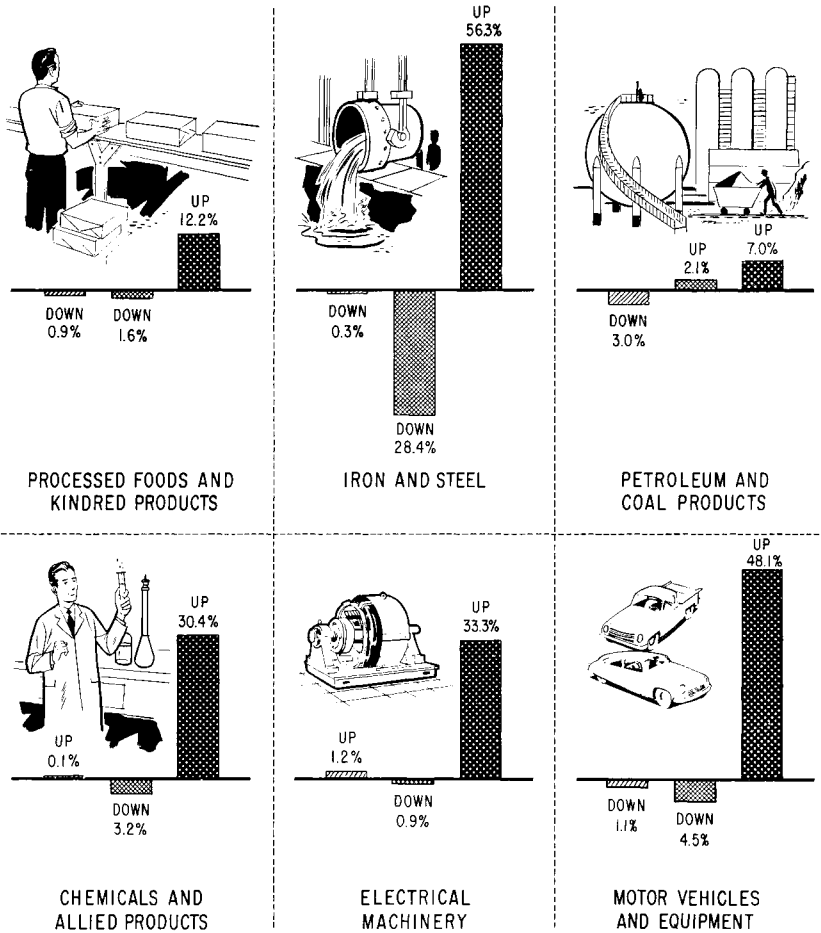 UP
12.2%
DOWN
0.9%
DOWN
1.6%
PROCESSED FOODS AND
KINDRED PRODUCTS
UP
56.3%
DOWN
0.3%
DOWN
28.4%
IRON AND STEEL
DOWN
3.0%
UP
2.1%
UP
7.0%
PETROLEUM AND
COAL PRODUCTS
UP
0.1%
DOWN
3.2%
UP
30.4%
CHEMICALS AND
ALLIED PRODUCTS
UP
1.2%
DOWN
0.9%
UP
33.3%
ELECTRICAL
MACHINERY
DOWN
1.1%
DOWN
4.5%
UP
48.1%
MOTOR VEHICLES
AND EQUIPMENT